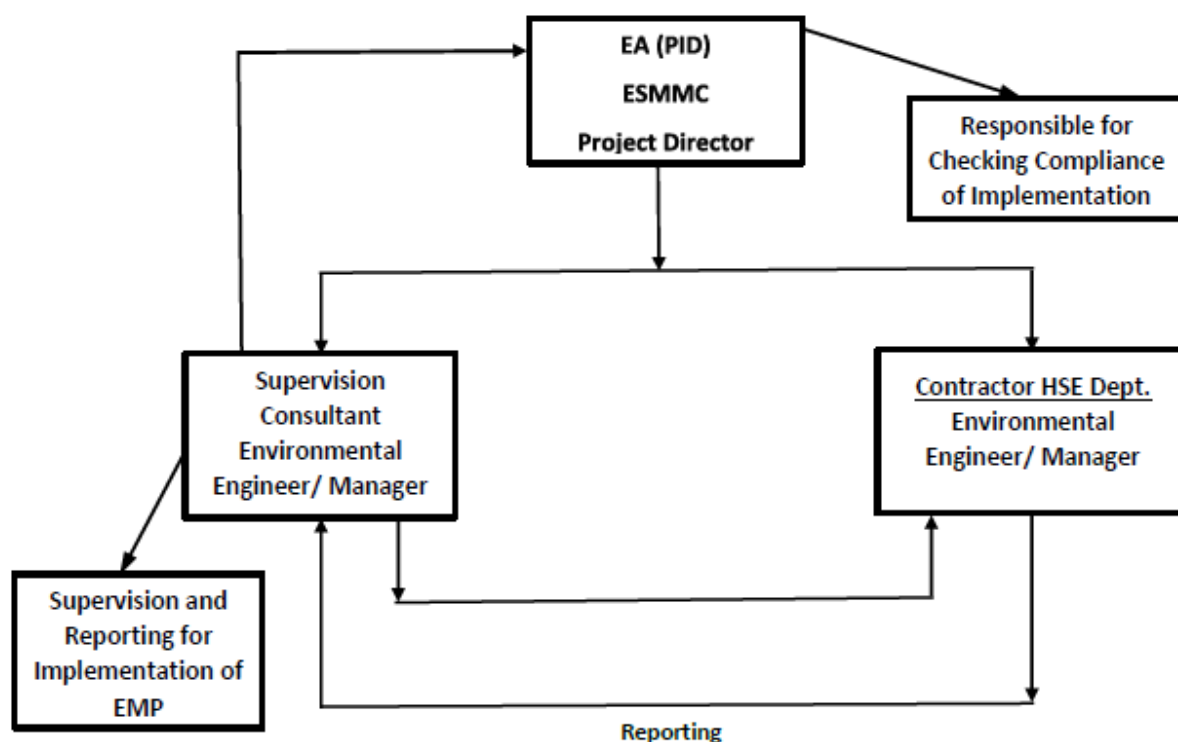 EA (PID)
ESMMC
Project Director
Responsible for
Checking Compliance
of Implementation
Supervision
Consultant
Environmental
Engineer/ Manager
Contractor HSE Dept.
Environmental
Engineer/ Manager
Supervision and
Reporting for
Implementation of
EMP
Reporting